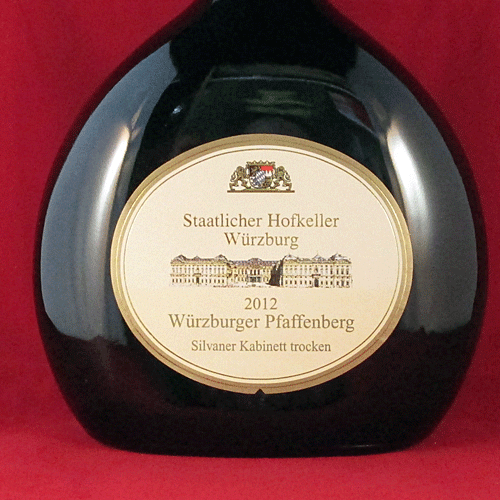 Staatlicher Hofkeller
Würzburg
2012
Würzburger Pfaffenberg
Silvaner Kabinett trocken